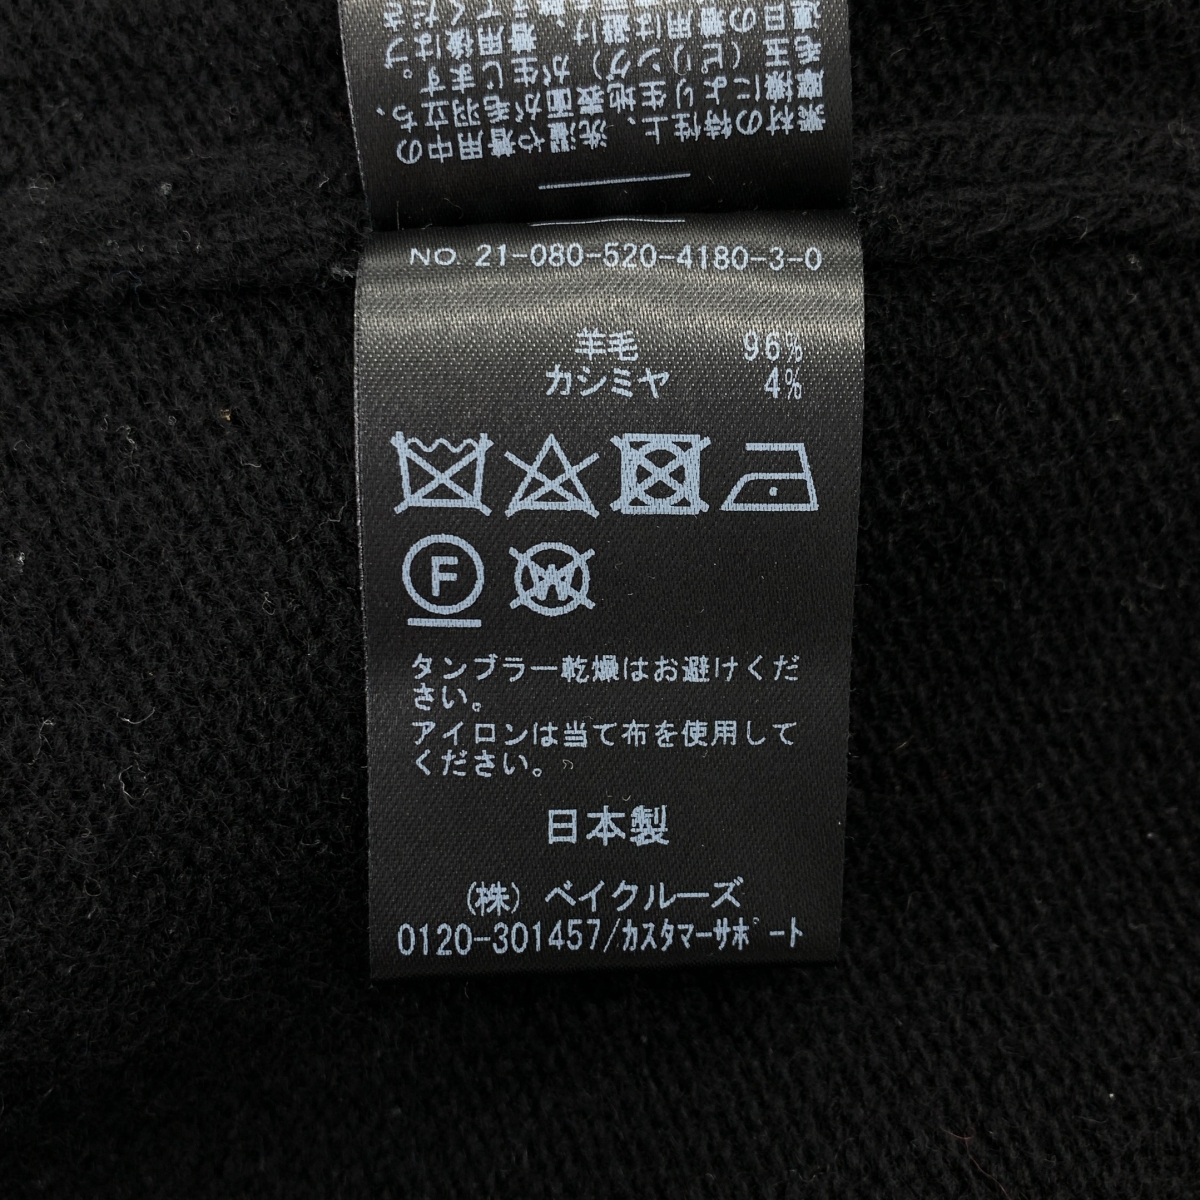 素材の特性上、洗濯や着用中の
摩擦により生地表面が毛羽立ち、
毛玉(ピリング)が生じます。
NO 21-080-520-4180-3-0
羊毛 96%
カシミヤ 4%
F
W
タンブラー乾燥はお避けくだ
さい。
アイロンは当て布を使用して
ください。
日本製
(株) ベイクルーズ
0120-301457/カスタマーサポート